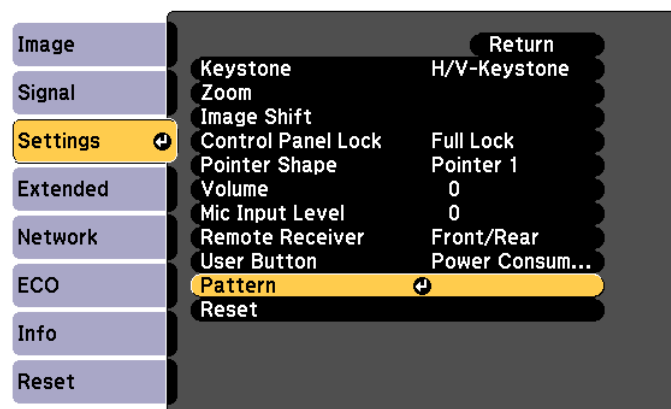 Image
Signal
Settings
Extended
Network
ECO
Info
Reset
Return
Keystone H/V-Keystone
Zoom
Image Shift
Control Panel Lock Full Lock
Pointer Shape Pointer 1
Volume 0
Mic Input Level 0
Remote Receiver Front/Rear
User Button Power Consum...
Pattern
Reset